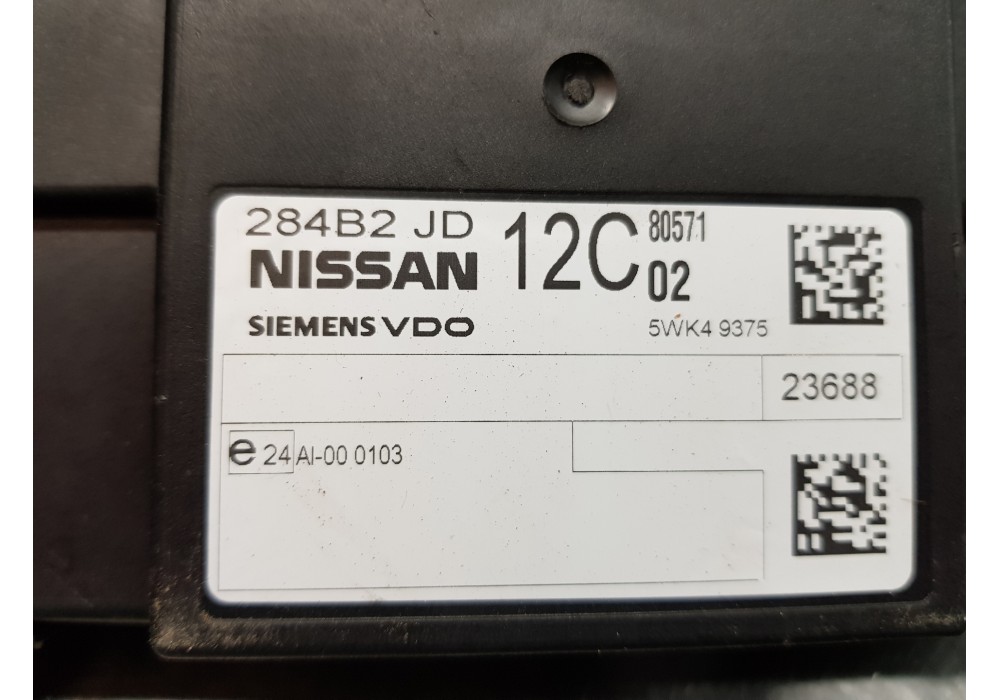 284B2 JD 12C 80571
NISSAN 02
SIEMENS VDO 5WK4 9375
23688
e 24 AI-00 0103